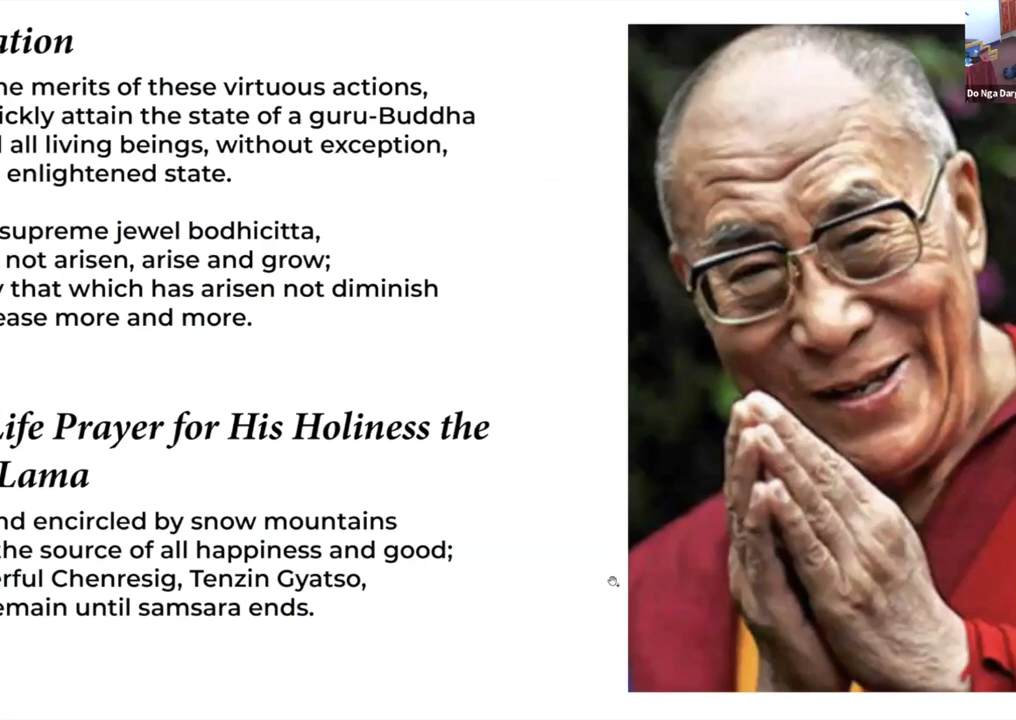 ation
he merits of these virtuous actions,
ickly attain the state of a guru-Buddha
l all living beings, without exception,
enlightened state.
supreme jewel bodhicitta,
not arisen, arise and grow;
y that which has arisen not diminish
ease more and more.
Life Prayer for His Holiness the
Lama
nd encircled by snow mountains
the source of all happiness and good;
erful Chenresig, Tenzin Gyatso,
emain until samsara ends.
Do Nga Darg